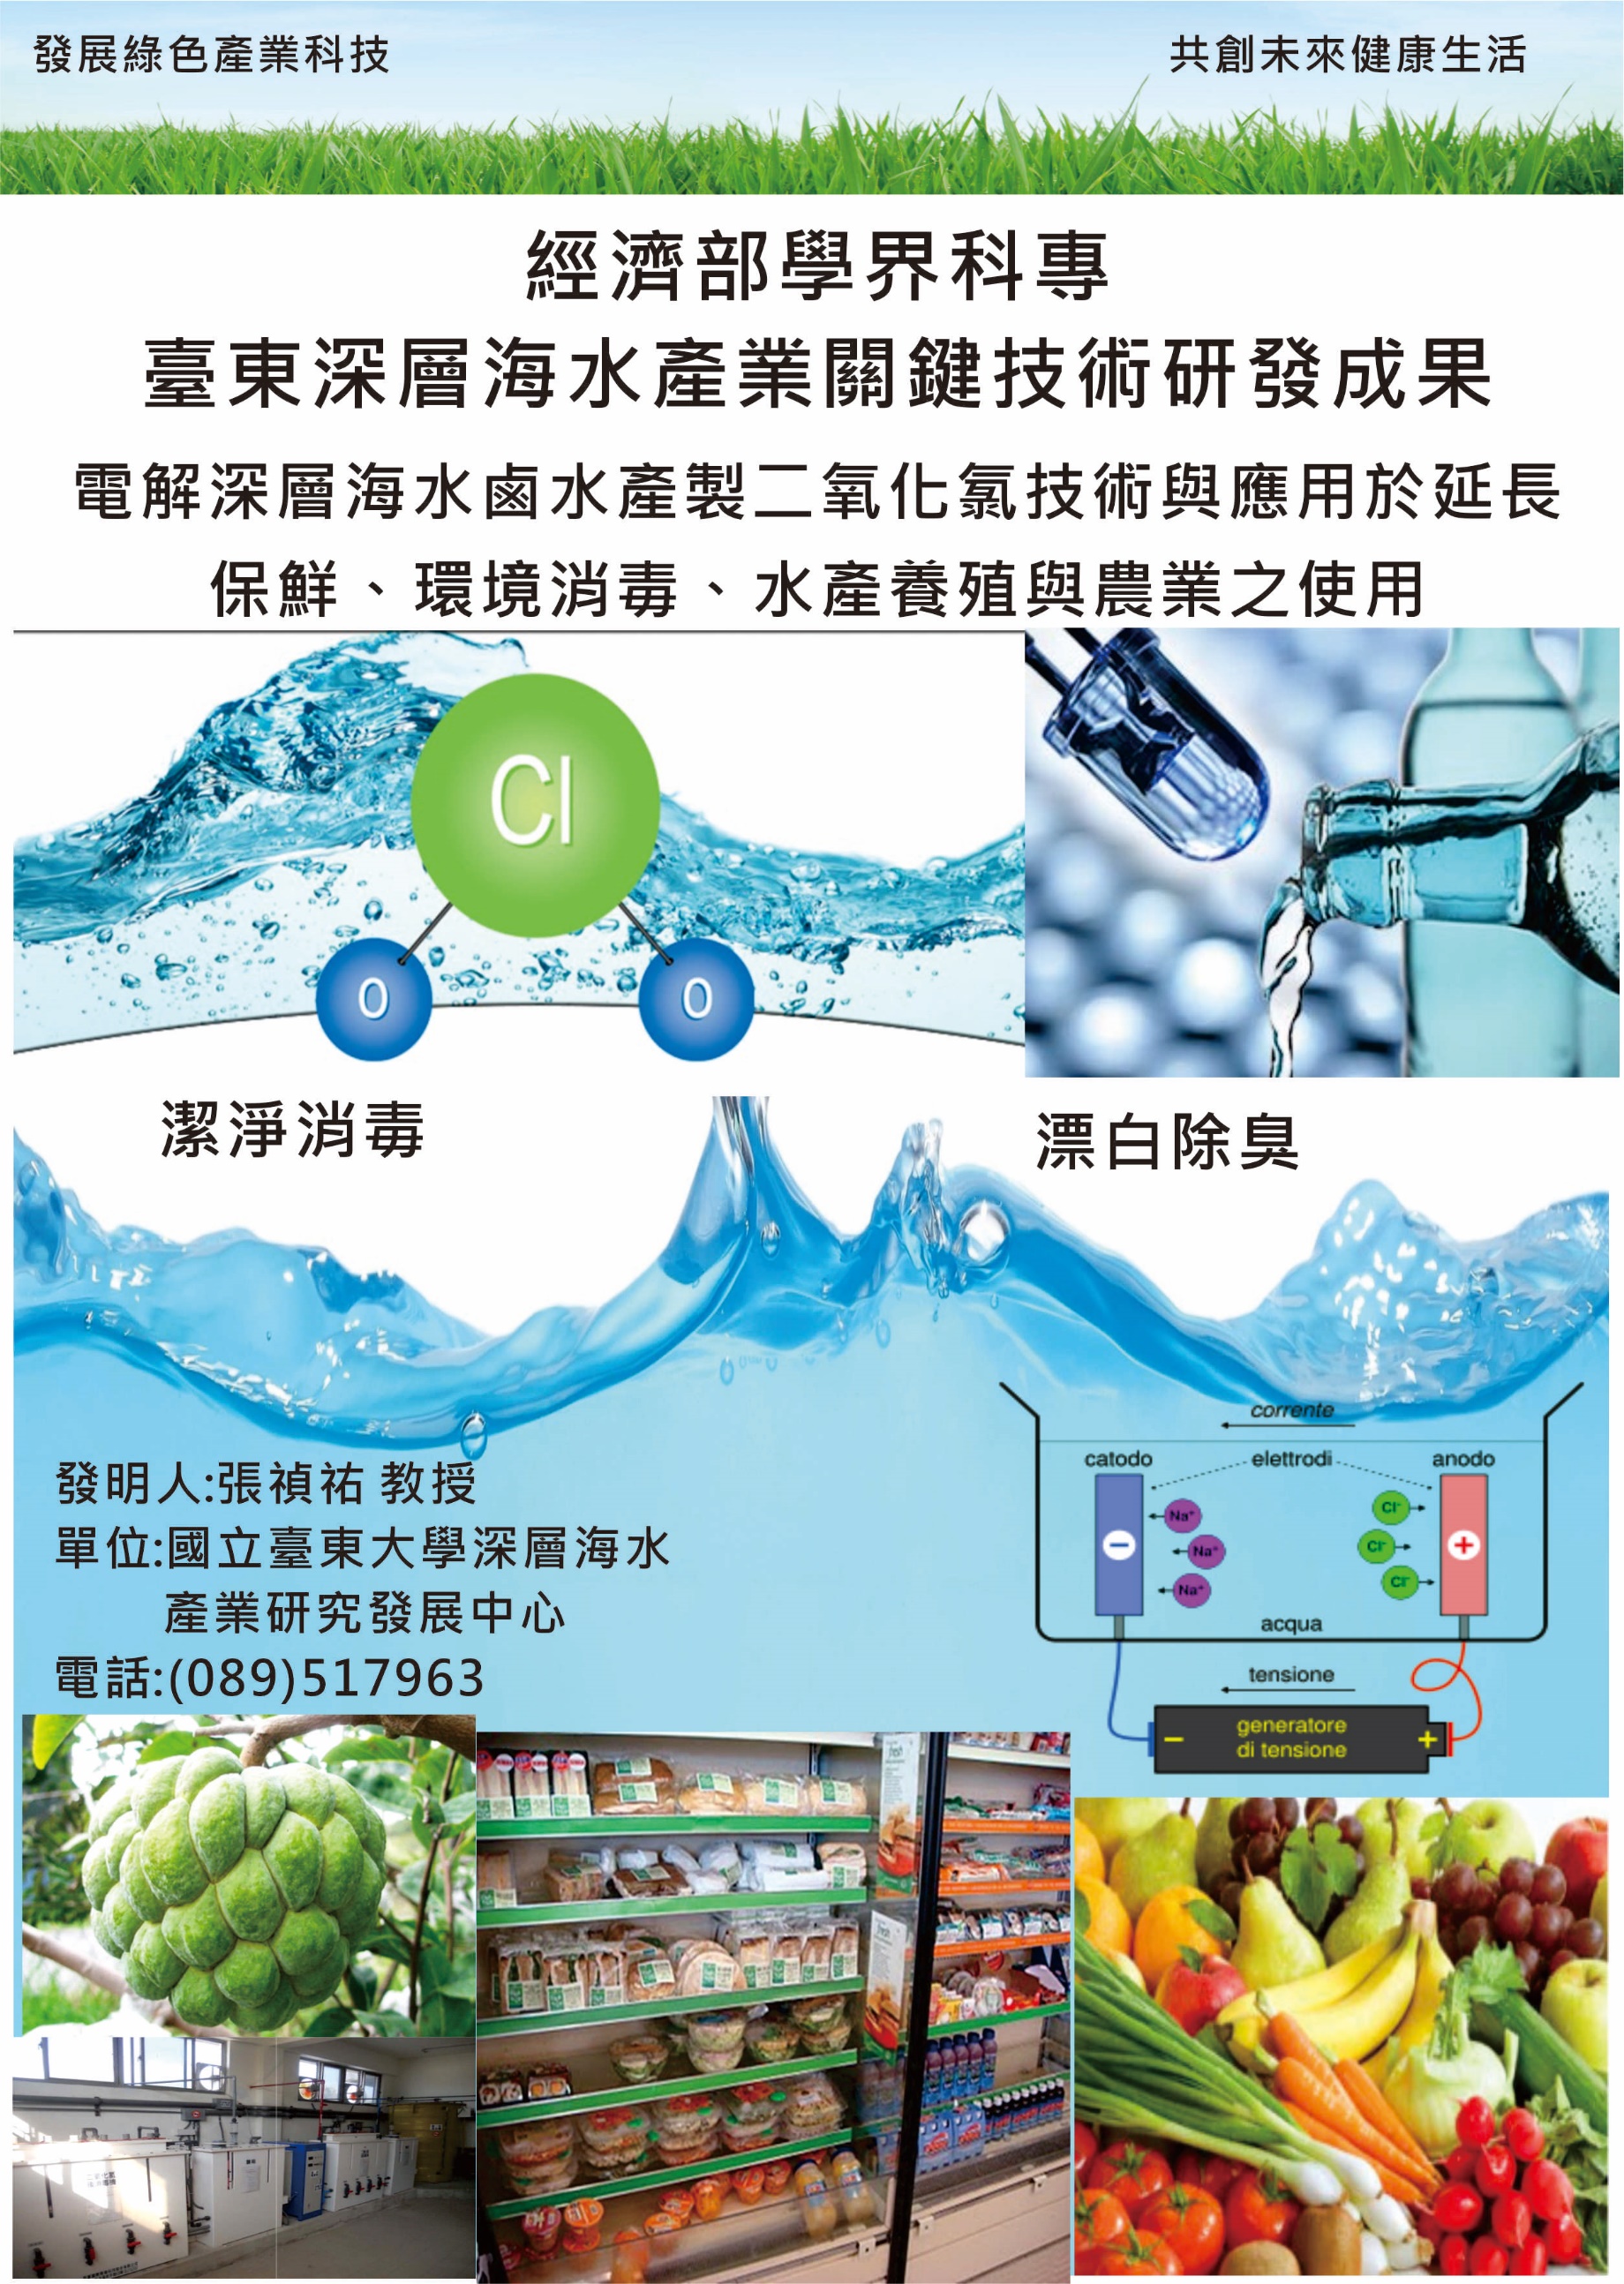 發展綠色產業科技
共創未來健康生活
經濟部學界科專
臺東深層海水產業關鍵技術研發成果
電解深層海水鹵水產製二氧化氯技術與應用於延長
保鮮、環境消毒、水產養殖與農業之使用
Cl
O
O
潔淨消毒
漂白除臭
發明人:張禎祐 教授
單位:國立臺東大學深層海水
產業研究發展中心
電話:(089)517963
corrente
catodo
elettrodi
anodo
Na⁺
Na⁺
Na⁺
Cl⁻
Cl⁻
Cl⁻
−
+
acqua
tensione
−
generatore
di tensione
+
fresh